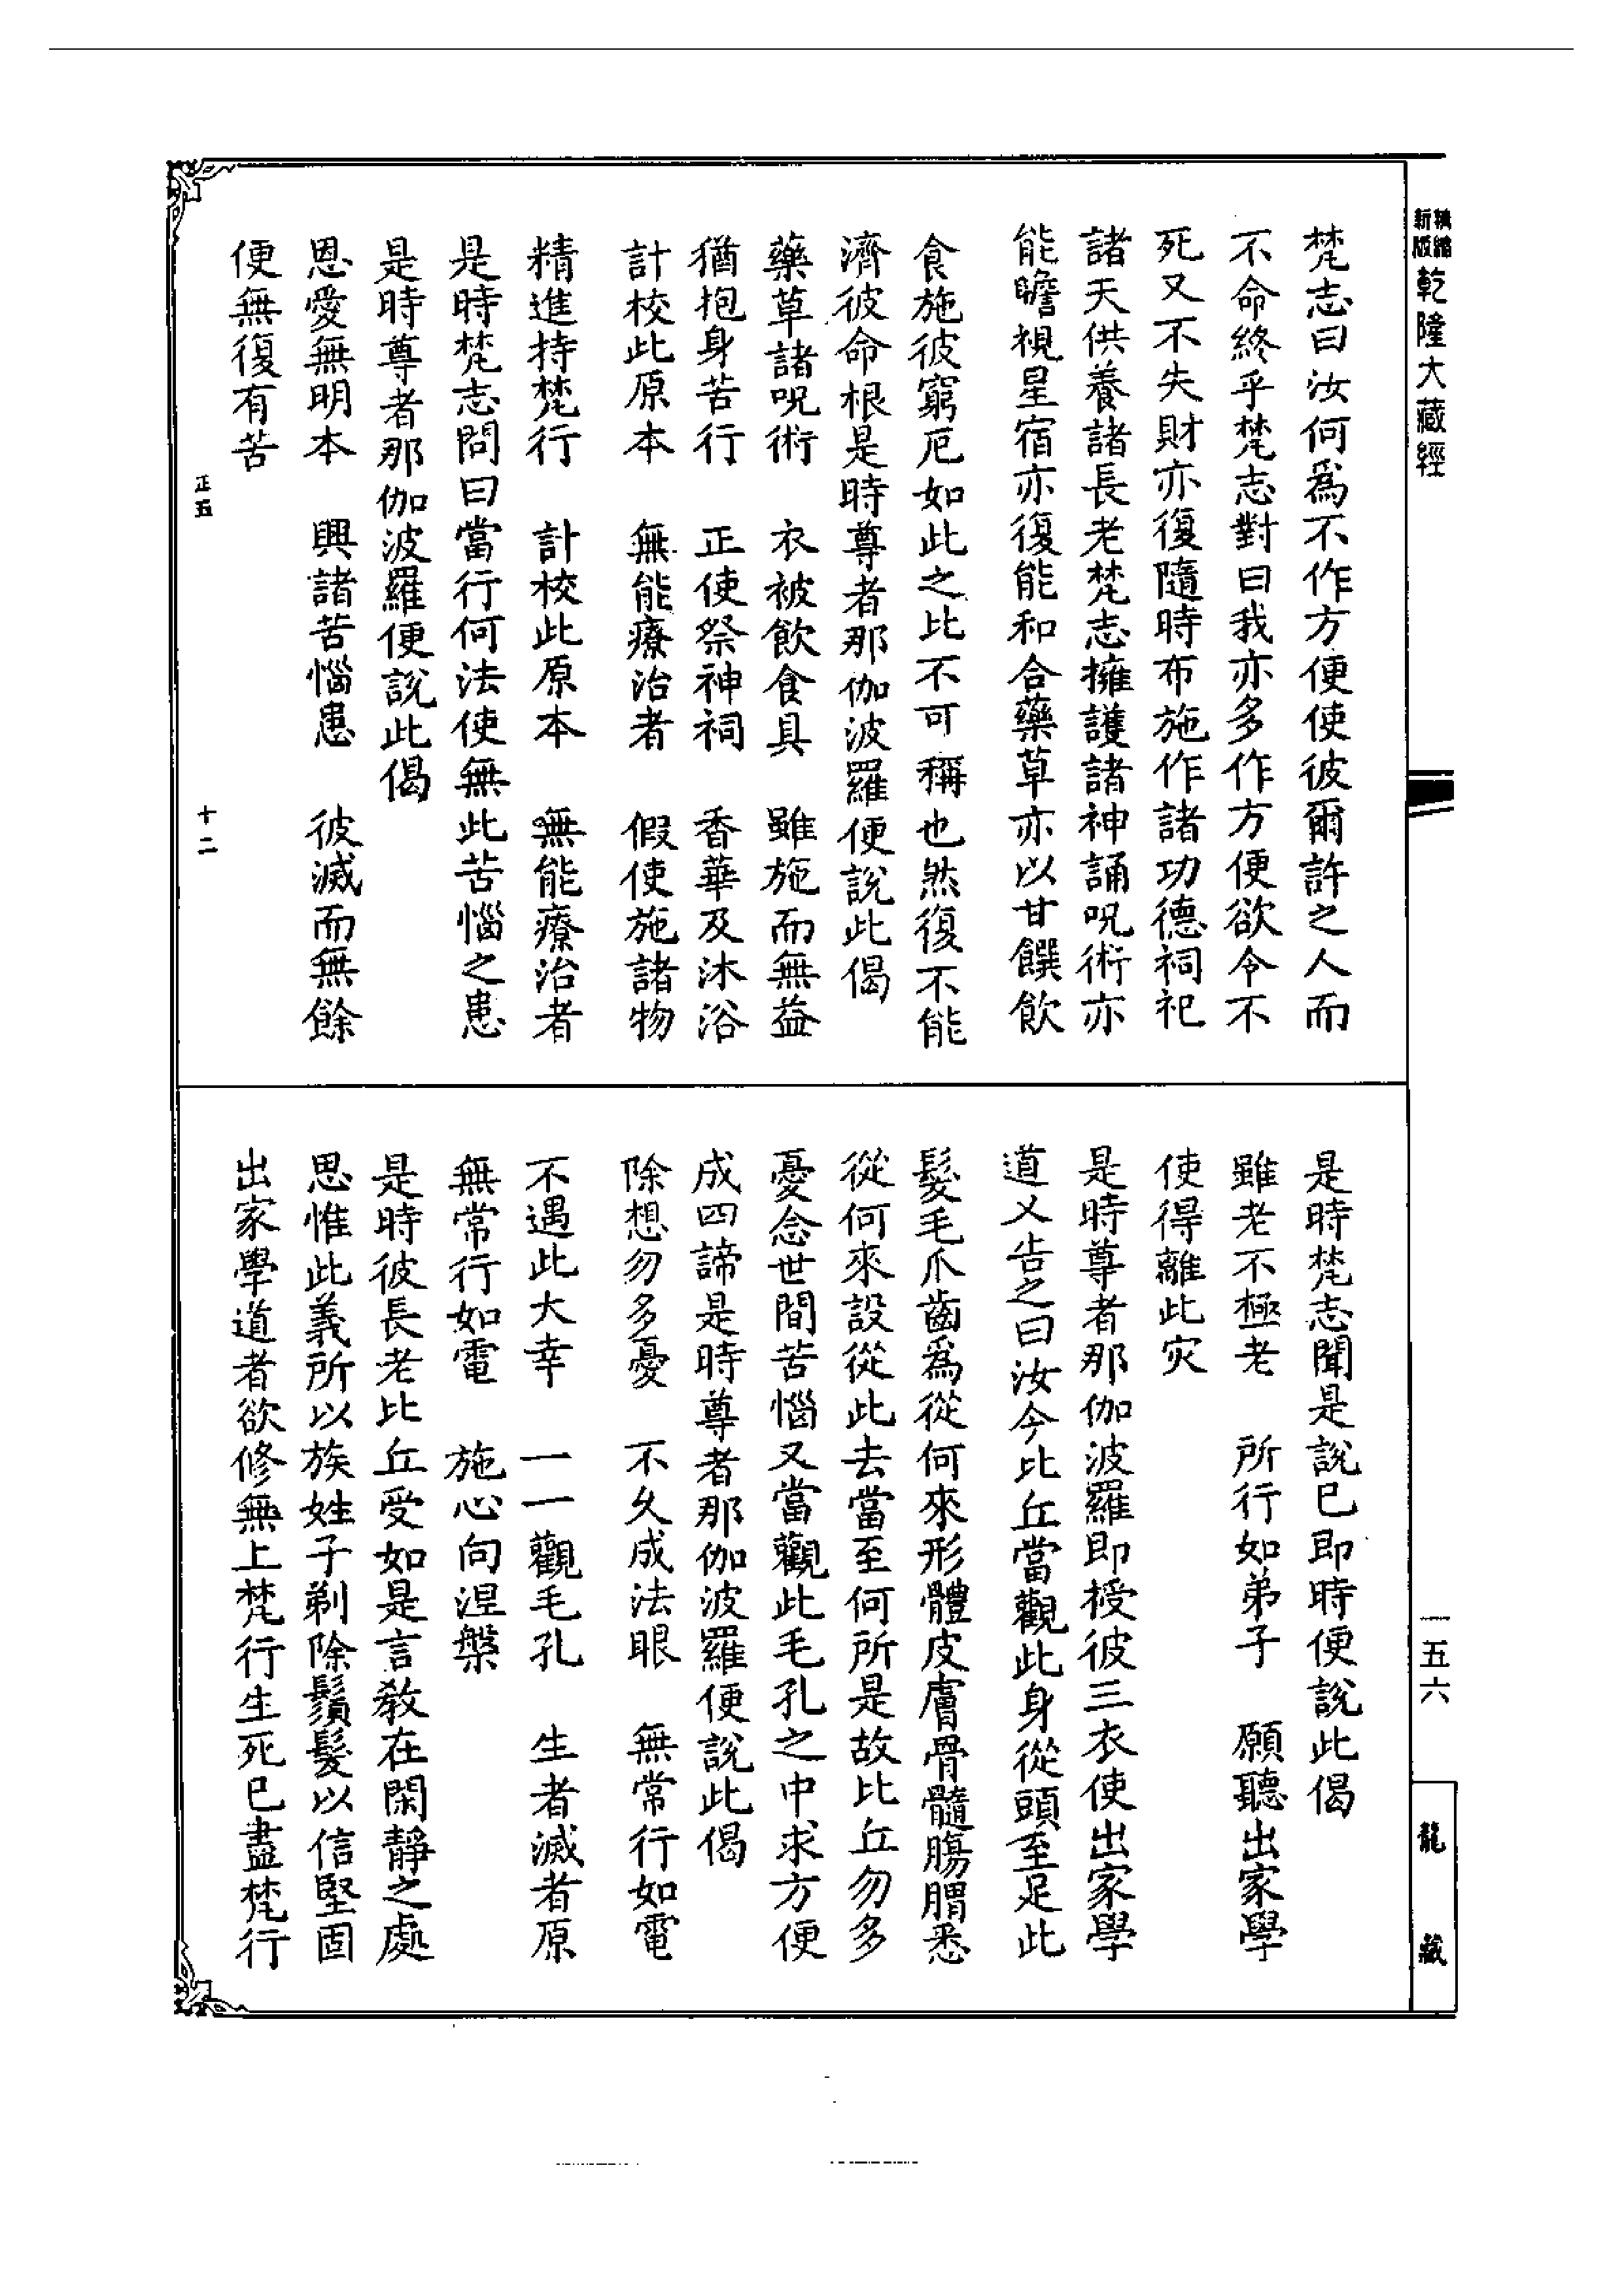 精縮新版乾隆大藏經
梵志曰汝何爲不作方便使彼爾許之人而
不命終乎梵志對曰我亦多作方便欲令不
死又不失財亦復隨時布施作諸功德祠祀
諸天供養諸長老梵志擁護諸神誦呪術亦
能瞻視星宿亦復能和合藥草亦以甘饌飲
食施彼窮厄如此之比不可稱也然復不能
濟彼命根是時尊者那伽波羅便說此偈
藥草諸呪術　衣被飲食具　雖施而無益
猶抱身苦行　正使祭神祠　香華及沐浴
計校此原本　無能療治者　假使施諸物
精進持梵行　計校此原本　無能療治者
是時梵志問曰當行何法使無此苦惱之患
是時尊者那伽波羅便說此偈
恩愛無明本　興諸苦惱患　彼滅而無餘
便無復有苦
正五　十二
是時梵志聞是說已即時便說此偈
雖老不極老　所行如弟子　願聽出家學
使得離此灾
是時尊者那伽波羅即授彼三衣使出家學
道又告之曰汝今比丘當觀此身從頭至足此
髮毛爪齒爲從何來形體皮膚骨髓膓胃悉
從何來設從此去當至何所是故比丘勿多
憂念世間苦惱又當觀此毛孔之中求方便
成四諦是時尊者那伽波羅便說此偈
除想勿多憂　不久成法眼　無常行如電
不遇此大幸　一一觀毛孔　生者滅者原
無常行如電　施心向涅槃
是時彼長老比丘受如是言教在閑靜之處
思惟此義所以族姓子剃除鬚髮以信堅固
出家學道者欲修無上梵行生死已盡梵行
一五六
龍藏